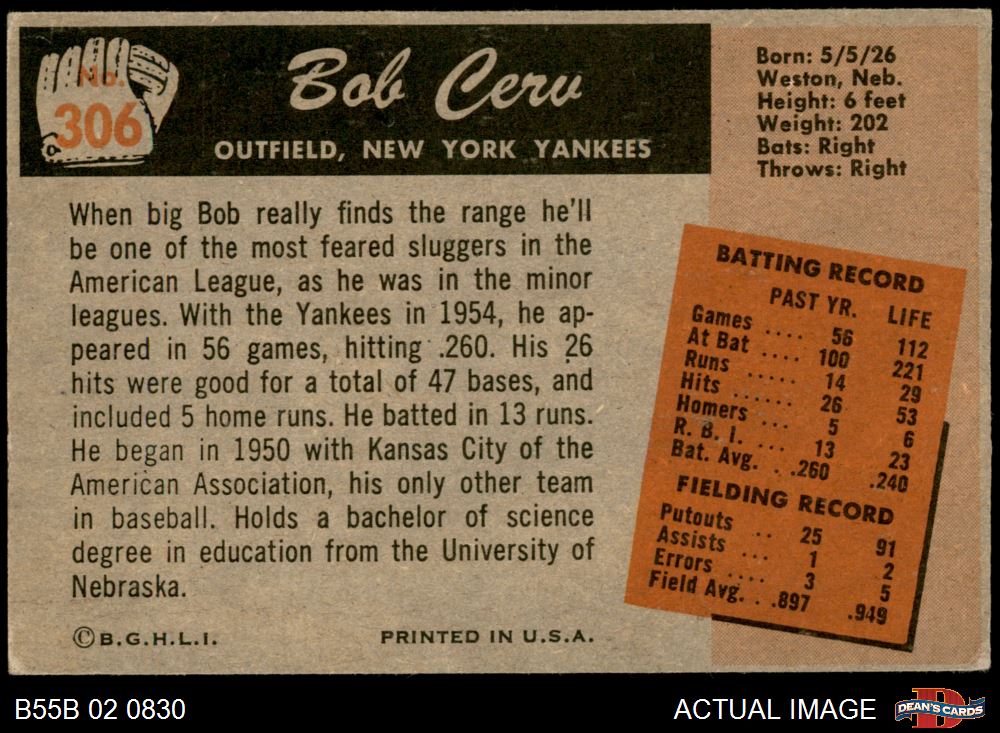 No.
306
Bob Cerv
OUTFIELD, NEW YORK YANKEES
Born: 5/5/26
Weston, Neb.
Height: 6 feet
Weight: 202
Bats: Right
Throws: Right
When big Bob really finds the range he'll
be one of the most feared sluggers in the
American League, as he was in the minor
leagues. With the Yankees in 1954, he ap-
peared in 56 games, hitting .260. His 26
hits were good for a total of 47 bases, and
included 5 home runs. He batted in 13 runs.
He began in 1950 with Kansas City of the
American Association, his only other team
in baseball. Holds a bachelor of science
degree in education from the University of
Nebraska.
©B.G.H.L.I. PRINTED IN U.S.A.
BATTING RECORD
PAST YR. LIFE
Games .... 56 112
At Bat .... 100 221
Runs ..... 14 29
Hits ...... 26 53
Homers .... 5 6
R. B. I. ... 13 23
Bat. Avg. . .260 .240
FIELDING RECORD
Putouts .. 25 91
Assists ... 1 2
Errors .... 3 5
Field Avg. . .897 .949
B55B 02 0830 ACTUAL IMAGE DEAN'S CARDS